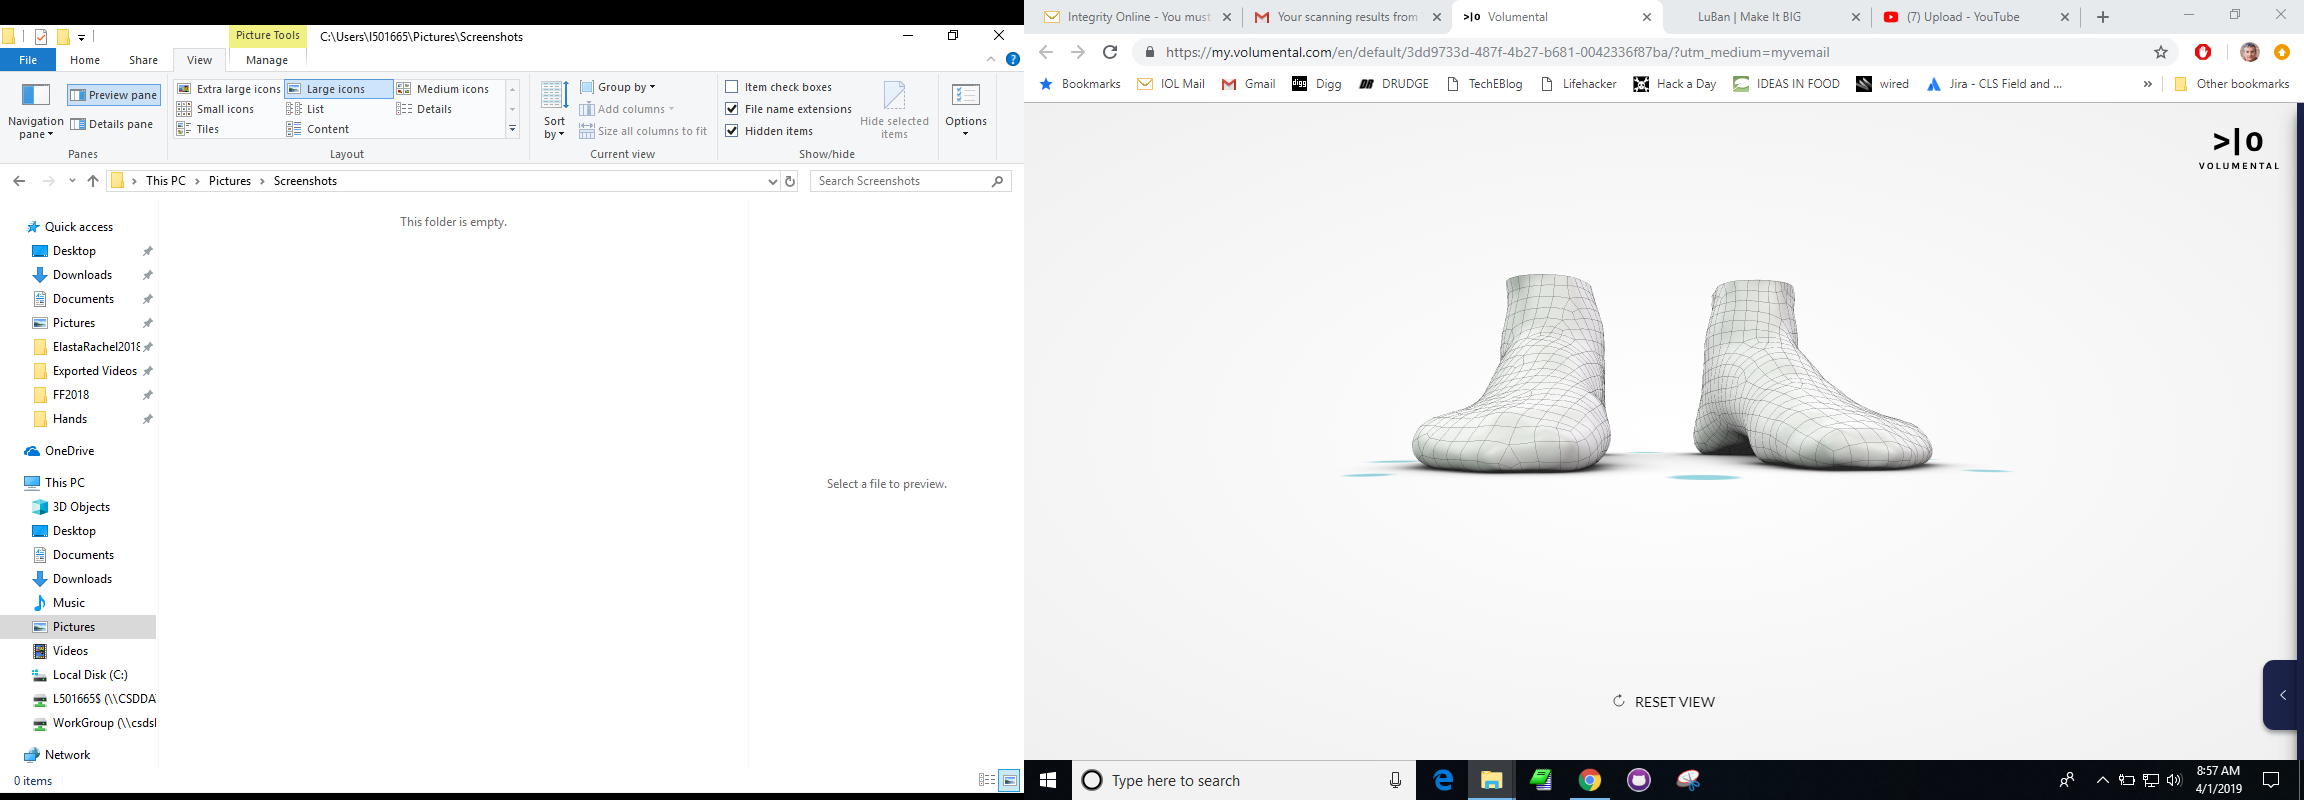 Picture Tools
C:\Users\I501665\Pictures\Screenshots
File
Home
Share
View
Manage
Navigation pane
Preview pane
Details pane
Panes
Extra large icons
Large icons
Medium icons
Small icons
List
Details
Tiles
Content
Layout
Sort by
Group by
Add columns
Size all columns to fit
Current view
Item check boxes
File name extensions
Hidden items
Hide selected items
Show/hide
Options
This PC
Pictures
Screenshots
Search Screenshots
Quick access
Desktop
Downloads
Documents
Pictures
ElastaRachel2018
Exported Videos
FF2018
Hands
OneDrive
This PC
3D Objects
Desktop
Documents
Downloads
Music
Pictures
Videos
Local Disk (C:)
L501665$ (\\CSDDA
WorkGroup (\\csdsl
Network
This folder is empty.
Select a file to preview.
0 items
Integrity Online - You must
Your scanning results from
>|o Volumental
LuBan | Make It BIG
(7) Upload - YouTube
https://my.volumental.com/en/default/3dd9733d-487f-4b27-b681-0042336f87ba/?utm_medium=myvemail
Bookmarks
IOL Mail
Gmail
digg Digg
DR DRUDGE
TechEBlog
Lifehacker
Hack a Day
IDEAS IN FOOD
wired
Jira - CLS Field and ...
»
Other bookmarks
>|o
VOLUMENTAL
RESET VIEW
Type here to search
8:57 AM
4/1/2019